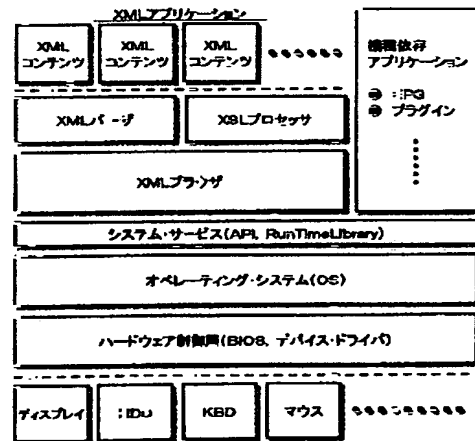 XMLアプリケーション
XML
コンテンツ
XML
コンテンツ
XML
コンテンツ
機種依存
アプリケーション
プラグイン
XMLパーザ
XSLプロセッサ
XMLブラウザ
システム・サービス(API, RunTimeLibrary)
オペレーティング・システム(OS)
ハードウェア制御層(BIOS, デバイス・ドライバ)
ディスプレイ
KBD
マウス